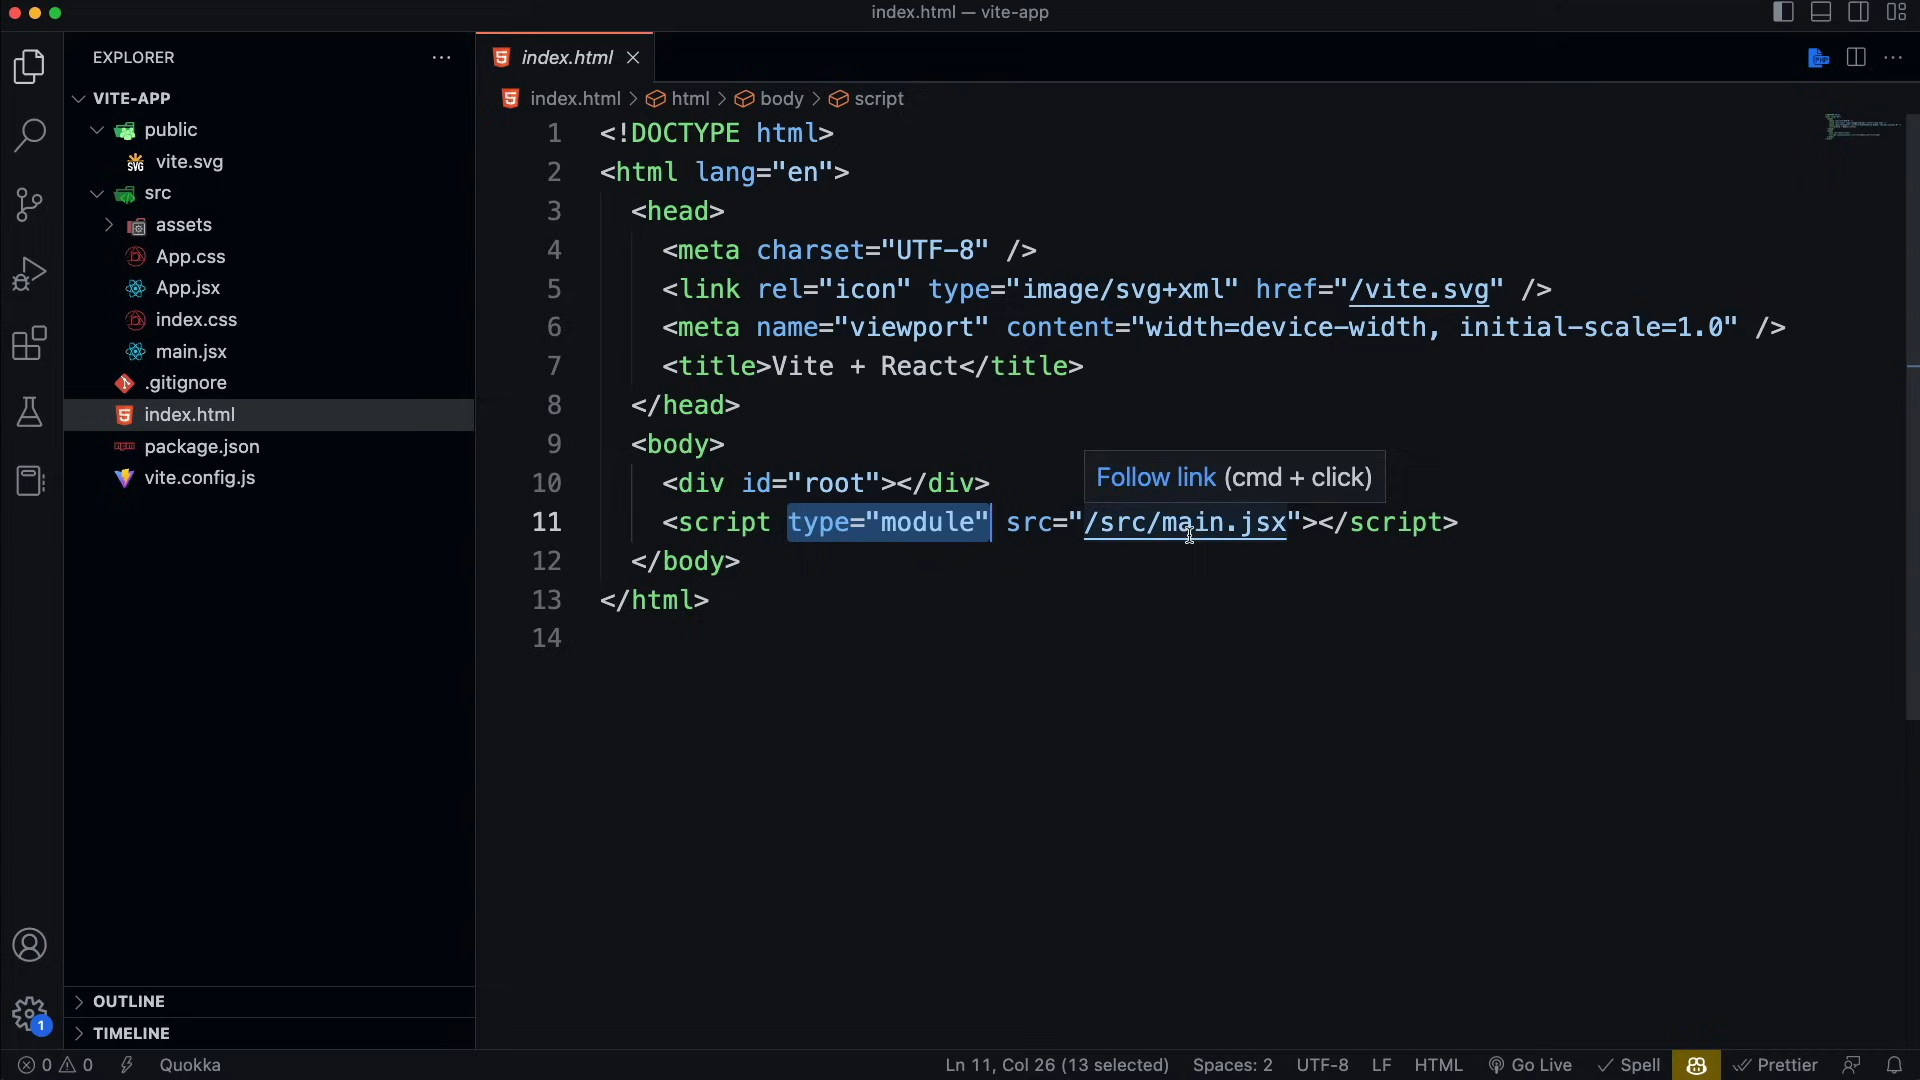 index.html — vite-app
EXPLORER
VITE-APP
public
vite.svg
src
assets
App.css
App.jsx
index.css
main.jsx
.gitignore
index.html
package.json
vite.config.js
OUTLINE
TIMELINE
index.html
index.html > html > body > script
1 <!DOCTYPE html>
2 <html lang="en">
3 <head>
4 <meta charset="UTF-8" />
5 <link rel="icon" type="image/svg+xml" href="/vite.svg" />
6 <meta name="viewport" content="width=device-width, initial-scale=1.0" />
7 <title>Vite + React</title>
8 </head>
9 <body>
10 <div id="root"></div>
Follow link (cmd + click)
11 <script type="module" src="/src/main.jsx"></script>
12 </body>
13 </html>
14
1
0 0 Quokka Ln 11, Col 26 (13 selected) Spaces: 2 UTF-8 LF HTML Go Live Spell Prettier